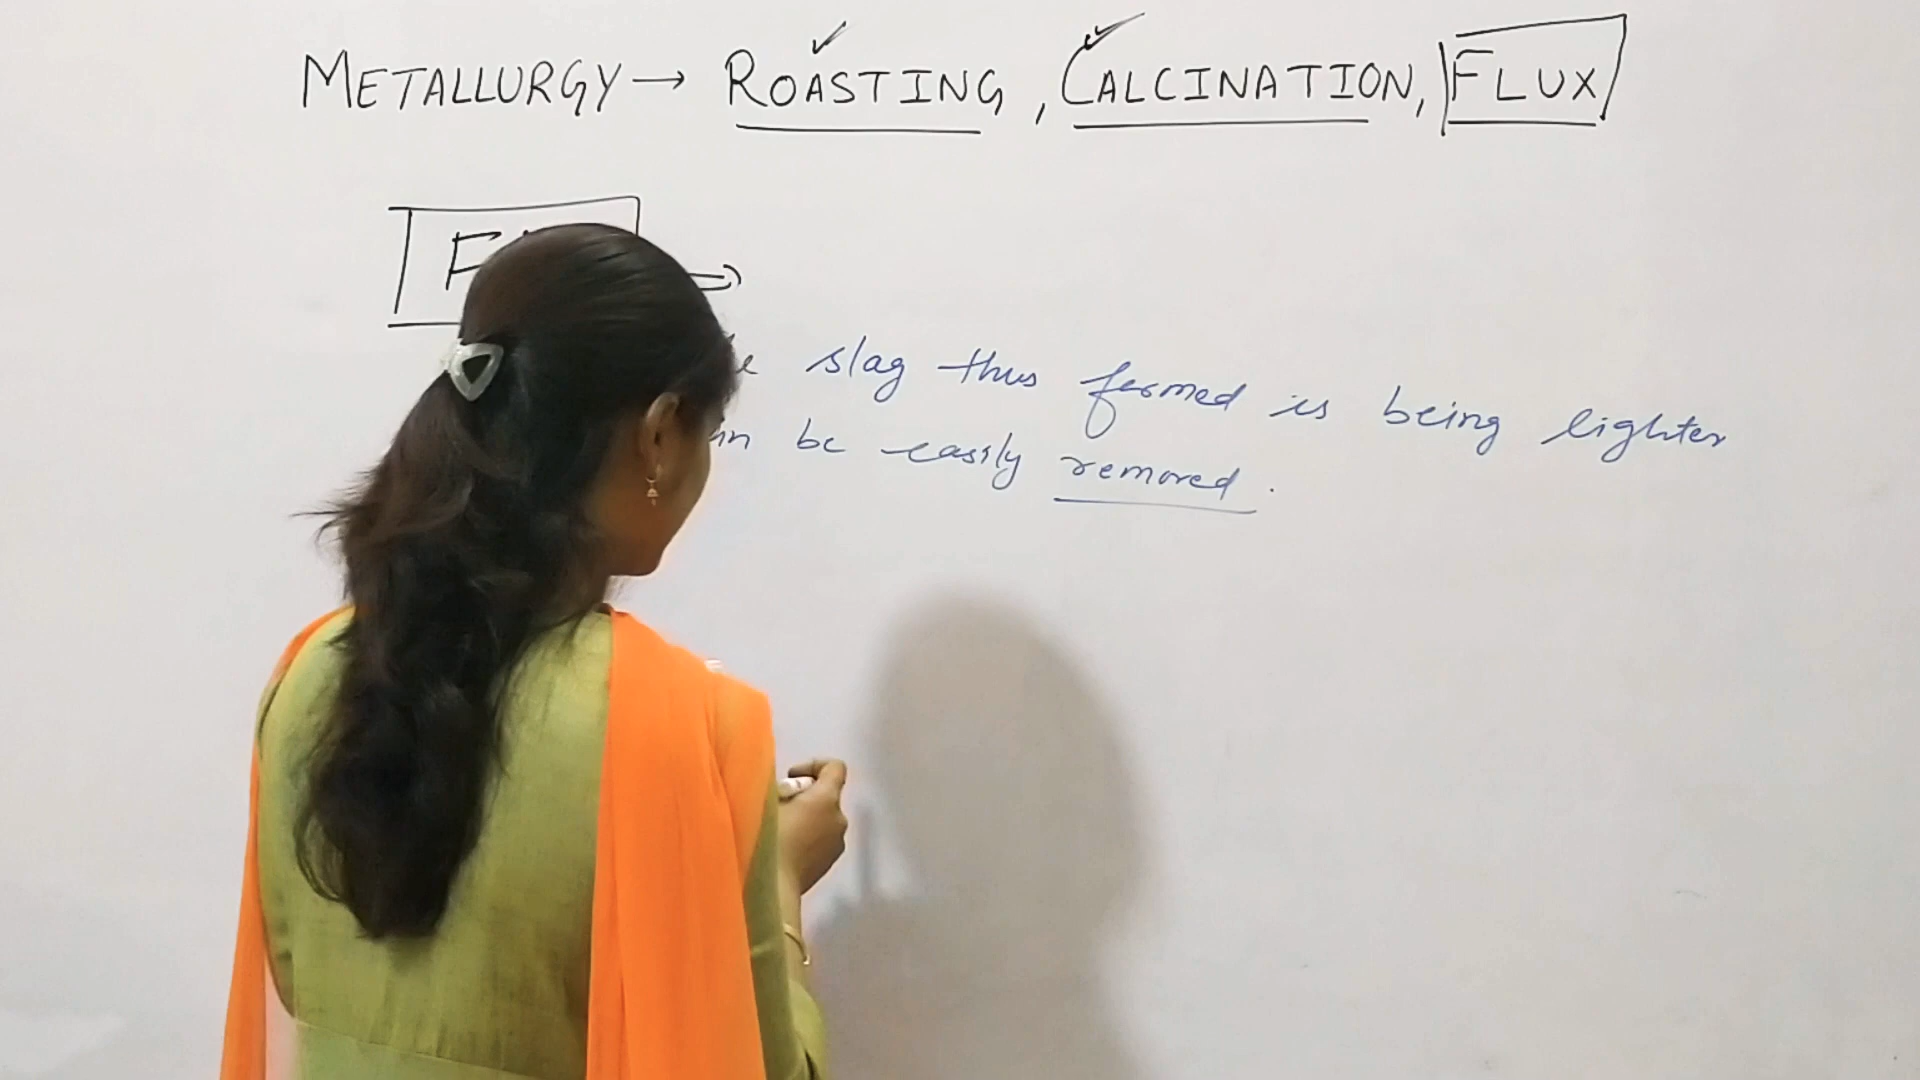 METALLURGY → ROASTING, CALCINATION, FLUX
slag thus formed is being lighter
be easily removed.